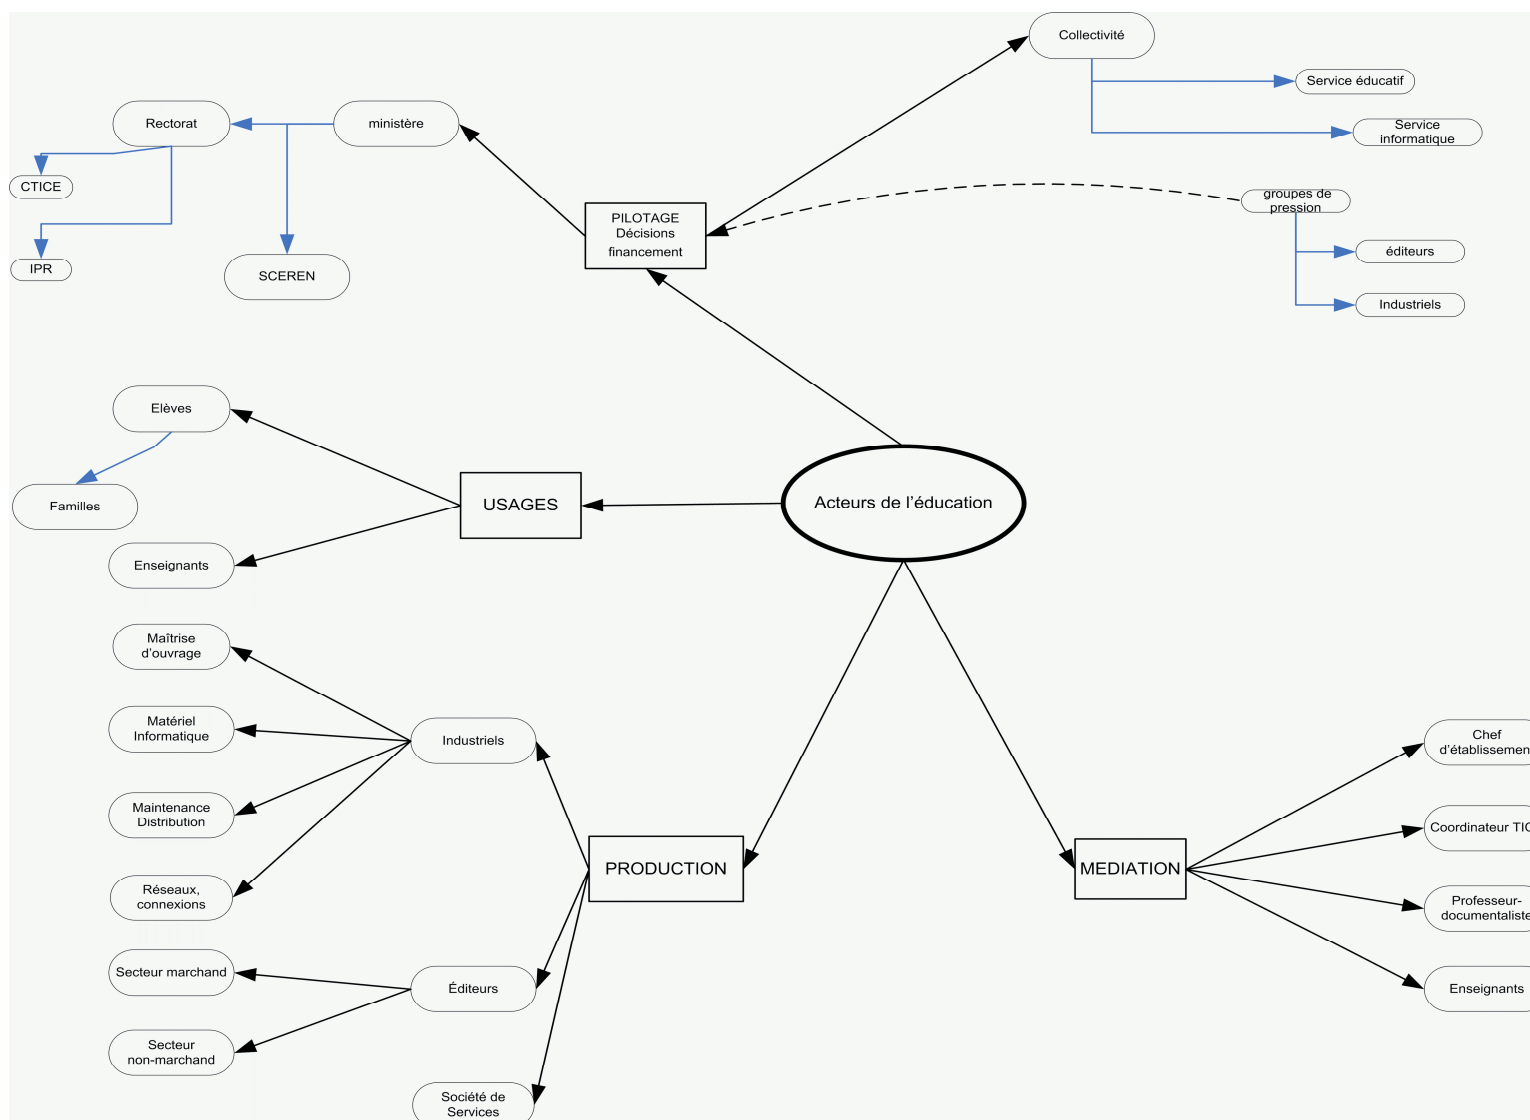 Collectivité
Service éducatif
Service
informatique
Rectorat
ministère
CTICE
IPR
SCEREN
PILOTAGE
Décisions
financement
groupes de
pression
éditeurs
Industriels
Elèves
Familles
Enseignants
USAGES
Acteurs de l’éducation
Maîtrise
d’ouvrage
Matériel
Informatique
Maintenance
Distribution
Réseaux,
connexions
Industriels
PRODUCTION
MEDIATION
Chef
d’établissement
Coordinateur TIC
Professeur-
documentaliste
Enseignants
Secteur marchand
Éditeurs
Secteur
non-marchand
Société de
Services